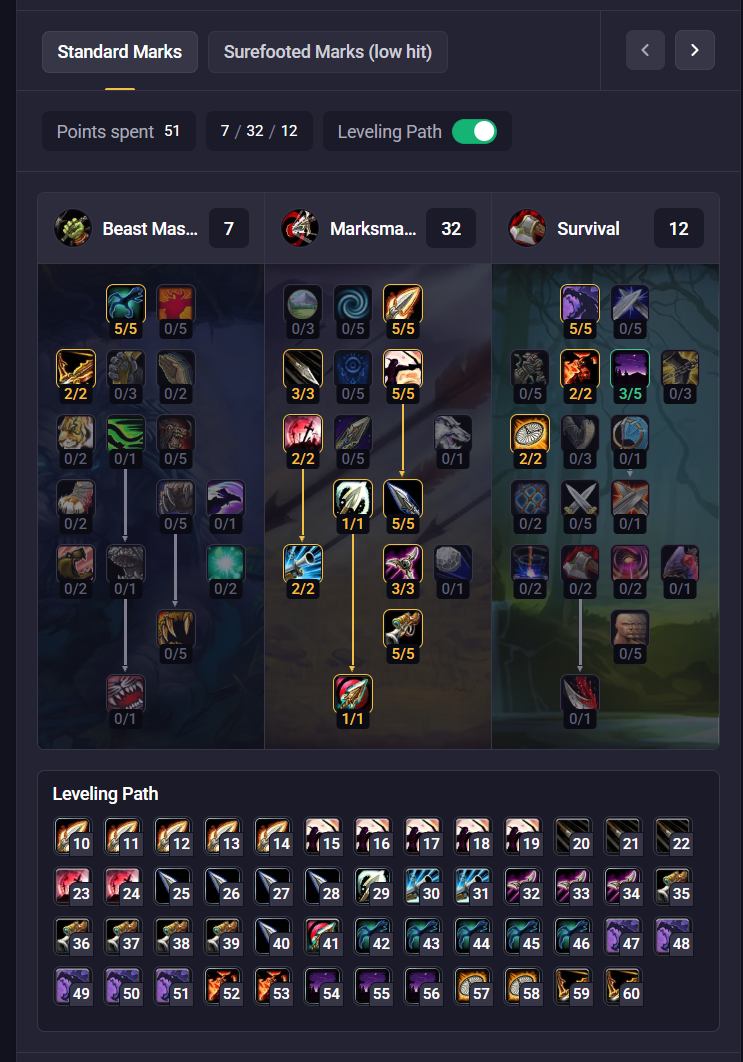 Standard Marks Surefooted Marks (low hit)
Points spent 51 7 / 32 / 12 Leveling Path
Beast Mas... 7 Marksma... 32 Survival 12
5/5 0/5 0/3 0/5 5/5 5/5 0/5
2/2 0/3 0/2 3/3 0/5 5/5 0/5 2/2 3/5 0/3
0/2 0/1 0/5 2/2 0/5 0/1 2/2 0/3 0/1
0/2 0/5 0/1 1/1 5/5 0/2 0/5 0/1
0/2 0/1 0/2 2/2 3/3 0/1 0/2 0/2 0/2 0/1
0/5 5/5 0/5
0/1 1/1 0/1
Leveling Path
10 11 12 13 14 15 16 17 18 19 20 21 22
23 24 25 26 27 28 29 30 31 32 33 34 35
36 37 38 39 40 41 42 43 44 45 46 47 48
49 50 51 52 53 54 55 56 57 58 59 60